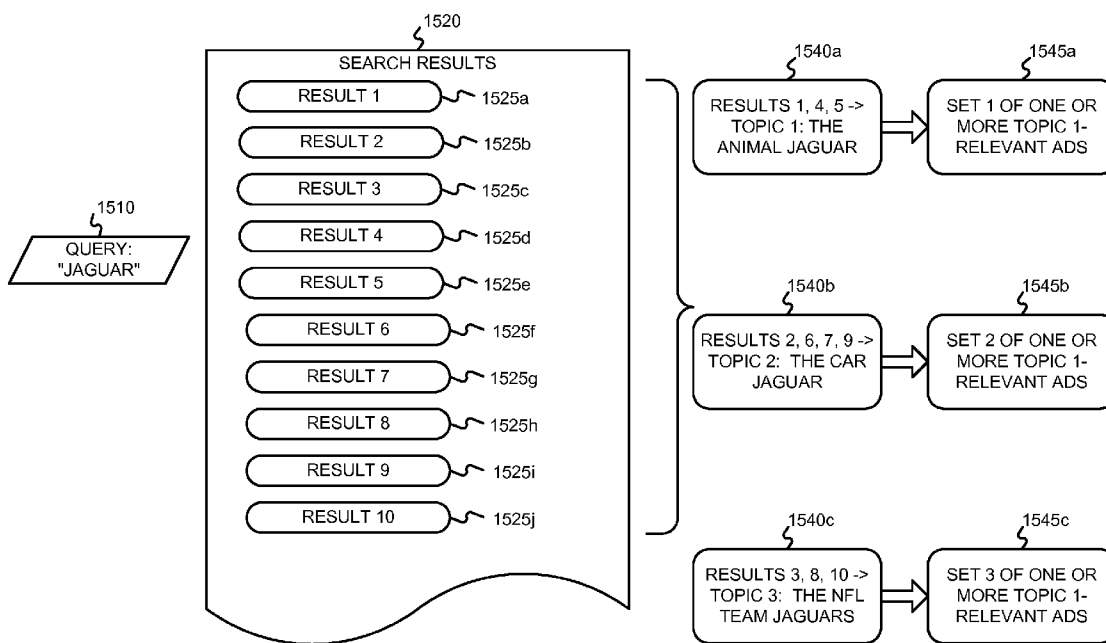 1520
SEARCH RESULTS
RESULT 1
1525a
RESULT 2
1525b
RESULT 3
1525c
RESULT 4
1525d
RESULT 5
1525e
RESULT 6
1525f
RESULT 7
1525g
RESULT 8
1525h
RESULT 9
1525i
RESULT 10
1525j
1510
QUERY:
"JAGUAR"
1540a
RESULTS 1, 4, 5 ->
TOPIC 1: THE
ANIMAL JAGUAR
1545a
SET 1 OF ONE OR
MORE TOPIC 1-
RELEVANT ADS
1540b
RESULTS 2, 6, 7, 9 ->
TOPIC 2: THE CAR
JAGUAR
1545b
SET 2 OF ONE OR
MORE TOPIC 1-
RELEVANT ADS
1540c
RESULTS 3, 8, 10 ->
TOPIC 3: THE NFL
TEAM JAGUARS
1545c
SET 3 OF ONE OR
MORE TOPIC 1-
RELEVANT ADS